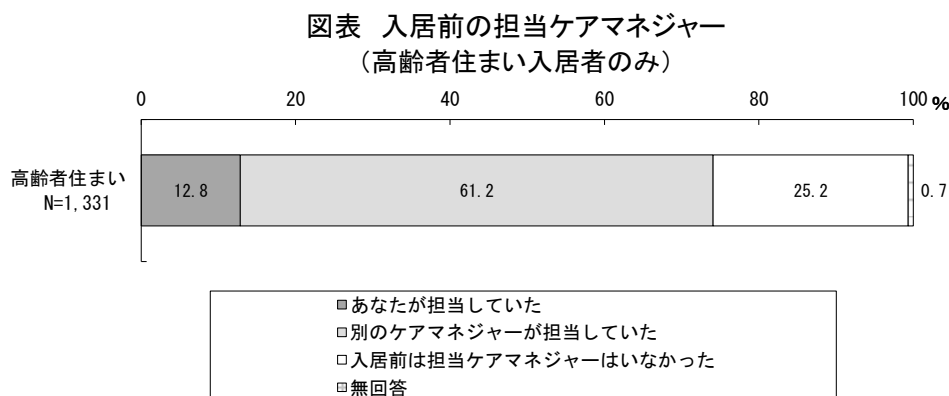 図表 入居前の担当ケアマネジャー
（高齢者住まい入居者のみ）
0 20 40 60 80 100 %
高齢者住まい
N=1,331
12.8 61.2 25.2 0.7
あなたが担当していた
別のケアマネジャーが担当していた
入居前は担当ケアマネジャーはいなかった
無回答